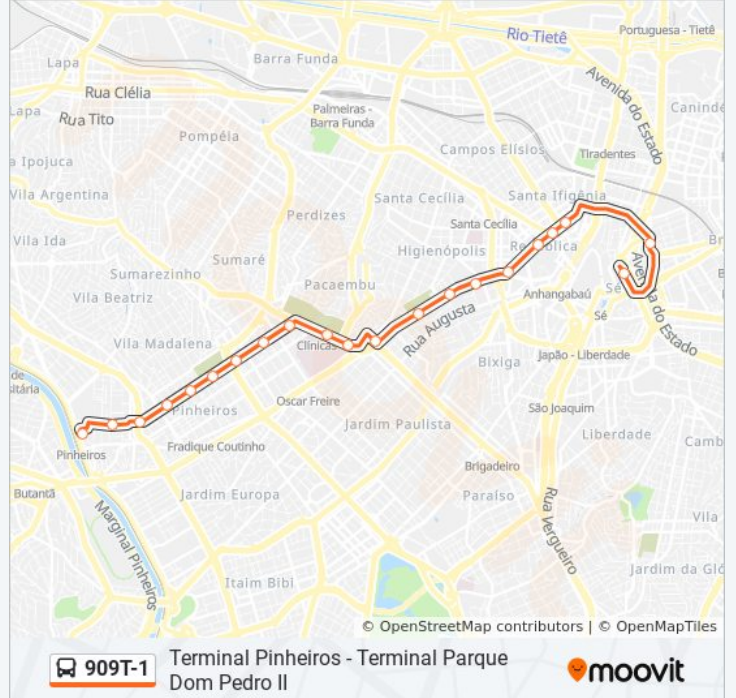 Rio Tietê
Portuguesa - Tietê
Lapa
Barra Funda
Avenida do Estado
Rua Clélia
Canindé
Lapa
Rua Tito
Palmeiras -
Barra Funda
Pompéia
Campos Elísios
Tiradentes
a Ipojuca
Vila Argentina
Santa Cecília
Santa Ifigênia
Perdizes
Santa Cecília
Vila Ida
República
Higienópolis
Sumaré
Sumarezinho
Pacaembu
Vila Beatriz
Anhangabaú
Sé
Avenida do Estado
Sé
Rua Augusta
Vila Madalena
Clínicas
Japão - Liberdade
Bixiga
de
sitária
Oscar Freire
Pinheiros
São Joaquim
Jardim Paulista
Liberdade
Fradique Coutinho
Camb
Pinheiros
Brigadeiro
Butantã
Jardim Europa
Paraíso
Rua Vergueiro
Marginal Pinheiros
Vila
Jardim da Gló
Itaim Bibi
© OpenStreetMap contributors | © OpenMapTiles
909T-1
Terminal Pinheiros - Terminal Parque
Dom Pedro II
moovit